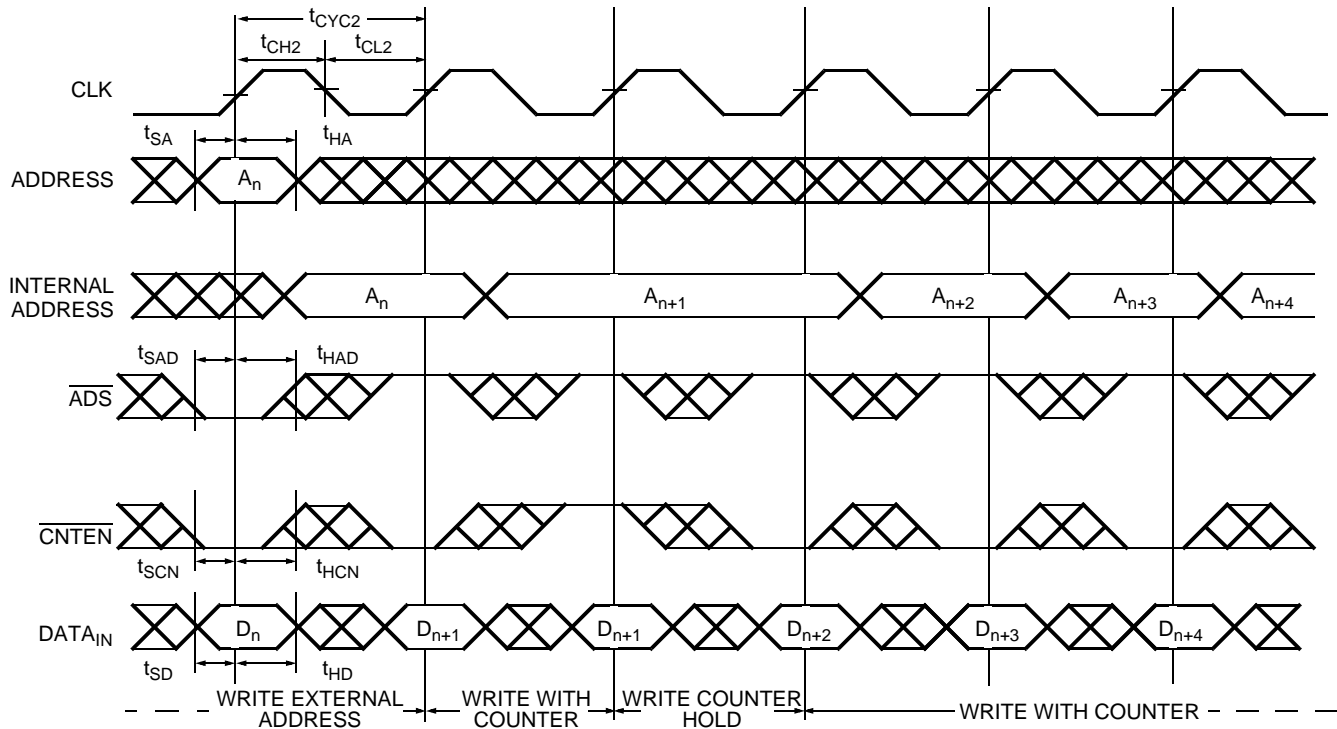 tCYC2
tCH2 tCL2
CLK
tSA tHA
ADDRESS An
INTERNAL
ADDRESS An An+1 An+2 An+3 An+4
tSAD tHAD
ADS
CNTEN
tSCN tHCN
DATAIN Dn Dn+1 Dn+1 Dn+2 Dn+3 Dn+4
tSD tHD
WRITE EXTERNAL
ADDRESS
WRITE WITH
COUNTER
WRITE COUNTER
HOLD
WRITE WITH COUNTER